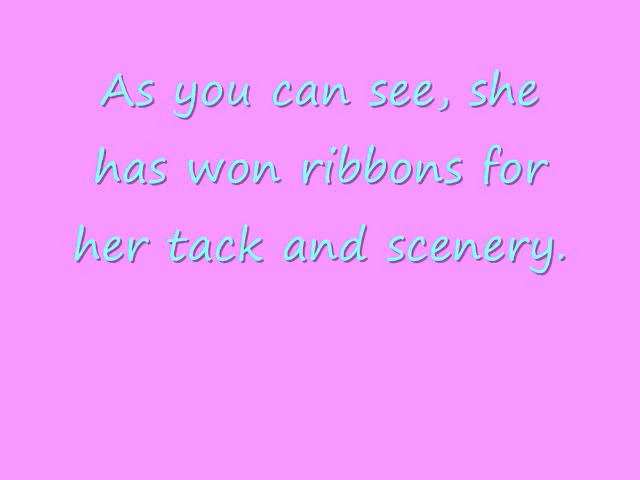 As you can see, she
has won ribbons for
her tack and scenery.